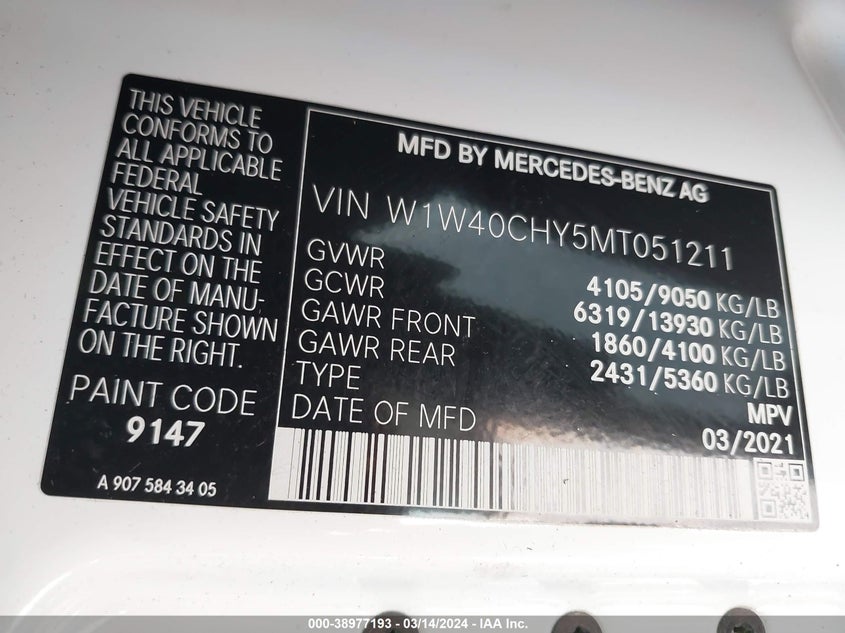 THIS VEHICLE
CONFORMS TO
ALL APPLICABLE
FEDERAL
VEHICLE SAFETY
STANDARDS IN
EFFECT ON THE
DATE OF MANU-
FACTURE SHOWN
ON THE RIGHT.
PAINT CODE
9147
A 907 584 34 05
MFD BY MERCEDES-BENZ AG
VIN W1W40CHY5MT051211
GVWR 4105/9050 KG/LB
GCWR 6319/13930 KG/LB
GAWR FRONT 1860/4100 KG/LB
GAWR REAR 2431/5360 KG/LB
TYPE MPV
DATE OF MFD 03/2021
000-38977193 - 03/14/2024 - IAA Inc.